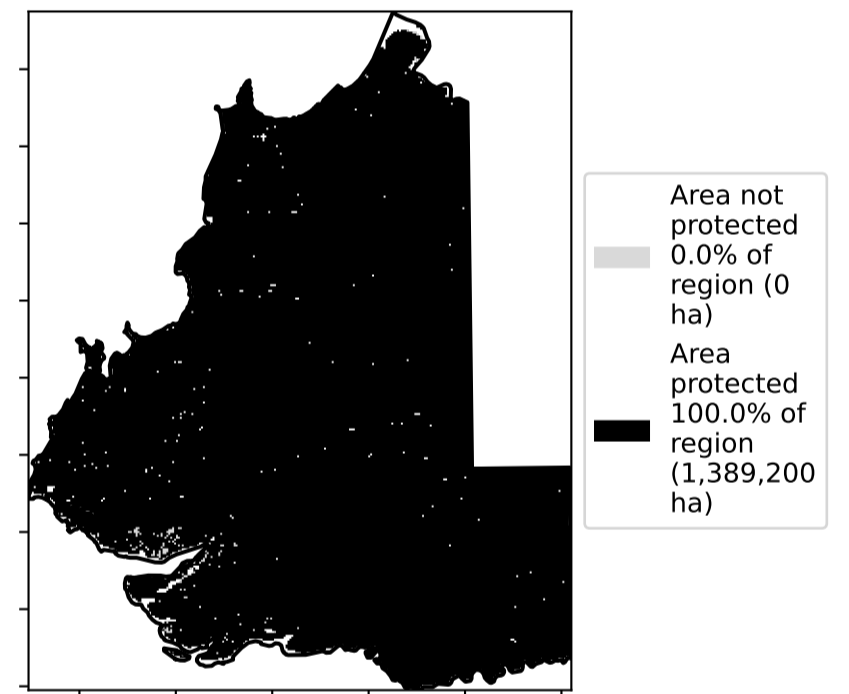 Area not
protected
0.0% of
region (0
ha)
Area
protected
100.0% of
region
(1,389,200
ha)